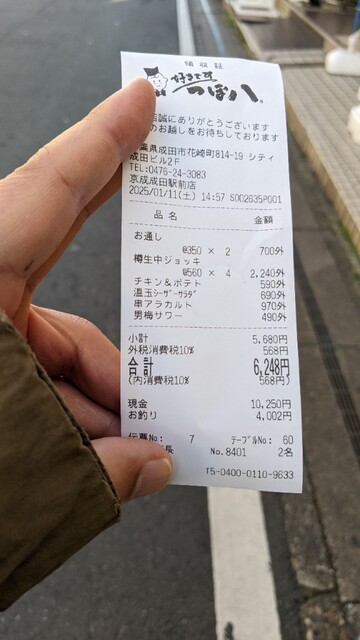 領収証
好きです
つぼ八
誠にありがとうございます
のお越しをお待ちしております
葉県成田市花崎町814-19 シティ
成田ビル2F
TEL:0476-24-3083
京成成田駅前店
2025/01/11(土) 14:57 S002635P001
品名 金額
お通し
@350 × 2 700外
樽生中ジョッキ
@560 × 4 2,240外
チキン&ポテト 590外
温玉シーザーサラダ 690外
串アラカルト 970外
男梅サワー 490外
小計 5,680円
外税消費税10% 568円
合計 6,248円
(内消費税10% 568円)
現金 10,250円
お釣り 4,002円
伝票No: 7 テーブルNo: 60
長 No.8401 2名
T5-0400-0110-9633